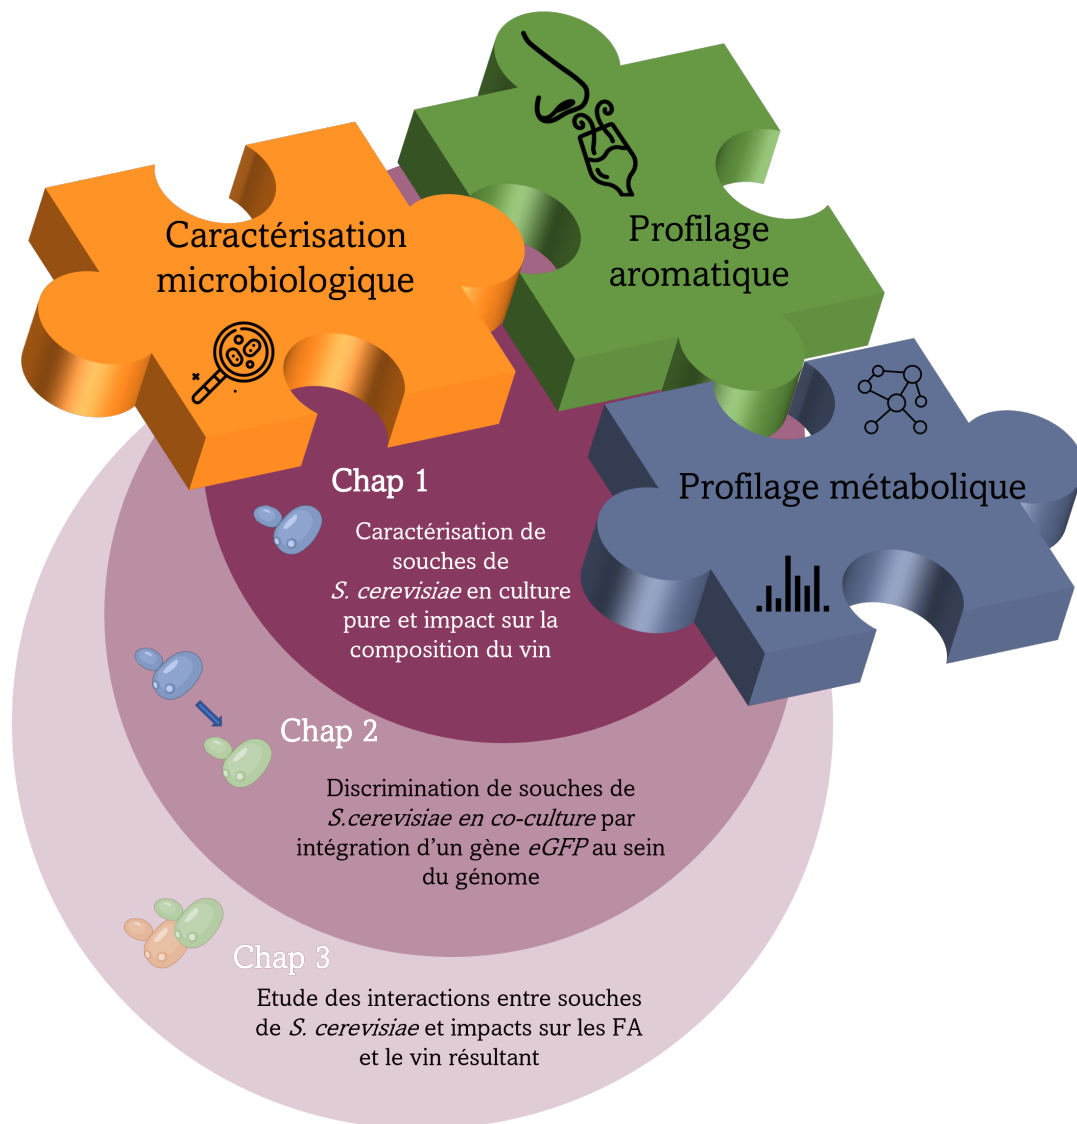 Caractérisation
microbiologique
Profilage
aromatique
Profilage métabolique
Chap 1
Caractérisation de
souches de
S. cerevisiae en culture
pure et impact sur la
composition du vin
Chap 2
Discrimination de souches de
S.cerevisiae en co-culture par
intégration d'un gène eGFP au sein
du génome
Chap 3
Etude des interactions entre souches
de S. cerevisiae et impacts sur les FA
et le vin résultant